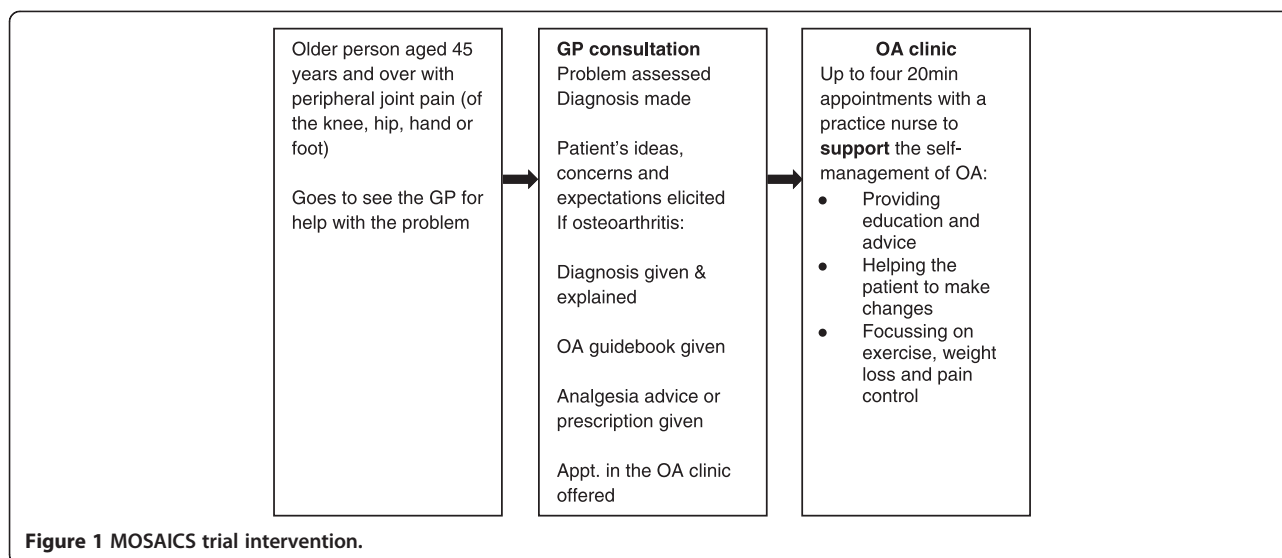 Older person aged 45
years and over with
peripheral joint pain (of
the knee, hip, hand or
foot)
Goes to see the GP for
help with the problem
GP consultation
Problem assessed
Diagnosis made
Patient's ideas,
concerns and
expectations elicited
If osteoarthritis:
Diagnosis given &
explained
OA guidebook given
Analgesia advice or
prescription given
Appt. in the OA clinic
offered
OA clinic
Up to four 20min
appointments with a
practice nurse to
support the self-
management of OA:
● Providing
education and
advice
● Helping the
patient to make
changes
● Focussing on
exercise, weight
loss and pain
control
Figure 1 MOSAICS trial intervention.